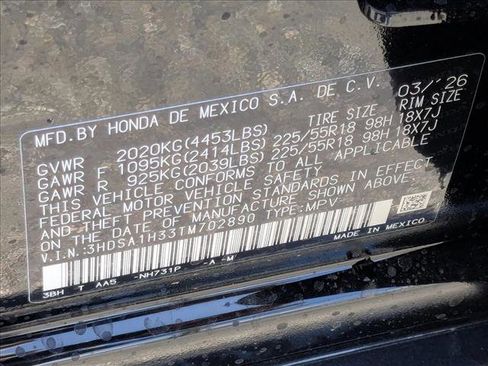 MFD. BY HONDA DE MEXICO S.A. DE C.V. 03/'26
TIRE SIZE RIM SIZE
GVWR 2020KG(4453LBS)
GAWR F 1095KG(2414LBS) 225/55R18 98H 18X7J
GAWR R 925KG(2039LBS) 225/55R18 98H 18X7J
THIS VEHICLE CONFORMS TO ALL APPLICABLE
FEDERAL MOTOR VEHICLE SAFETY
AND THEFT PREVENTION STANDARDS IN EFFECT
ON THE DATE OF MANUFACTURE SHOWN ABOVE.
V.I.N.:3HDSA1H33TM702890 TYPE:MPV
MADE IN MEXICO
3BH T AA5 -NH731P -A -M